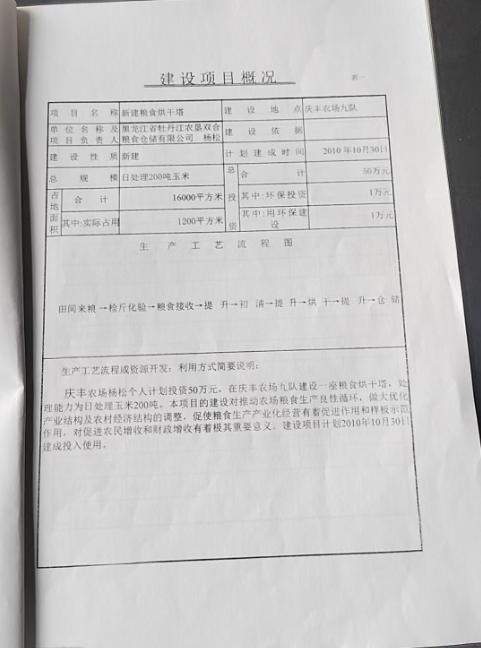 建设项目概况
表一
项目名称 新建粮食烘干塔 建设地点 庆丰农场九队
单位名称及项目负责人 黑龙江省牡丹江农垦双合粮食仓储有限公司 杨松 建设依据
建设性质 新建 计划建成时间 2010年10月30日
总规模 日处理200吨玉米 总投资 合计 50万元
占地面积 合计 16000平方米 其中:环保投资 1万元
其中:实际占用 1200平方米 其中:用环保建设 1万元
生产工艺流程图
田间来粮→检斤化验→粮食接收→提升→初清→提升→烘干→提升→仓储
生产工艺流程或资源开发:利用方式简要说明:
庆丰农场杨松个人计划投资50万元,在庆丰农场九队建设一座粮食烘干塔,处
理能力为日处理玉米200吨。本项目的建设对推动农场粮食生产良性循环,做大优化
产业结构及农村经济结构的调整,促使粮食生产产业化经营有着促进作用和样板示范
作用,对促进农民增收和财政增收有着极其重要意义。建设项目计划2010年10月30日
建成投入使用。